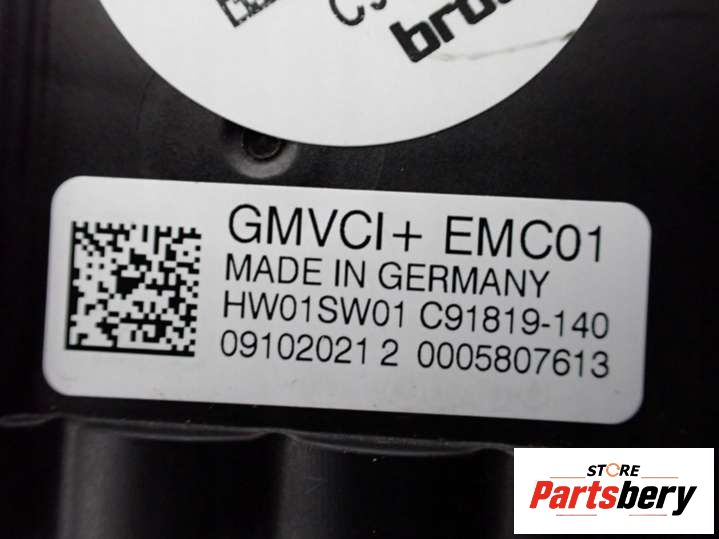 GMVCI+ EMC01
MADE IN GERMANY
HW01SW01 C91819-140
09102021 2 0005807613
STORE
Partsbery